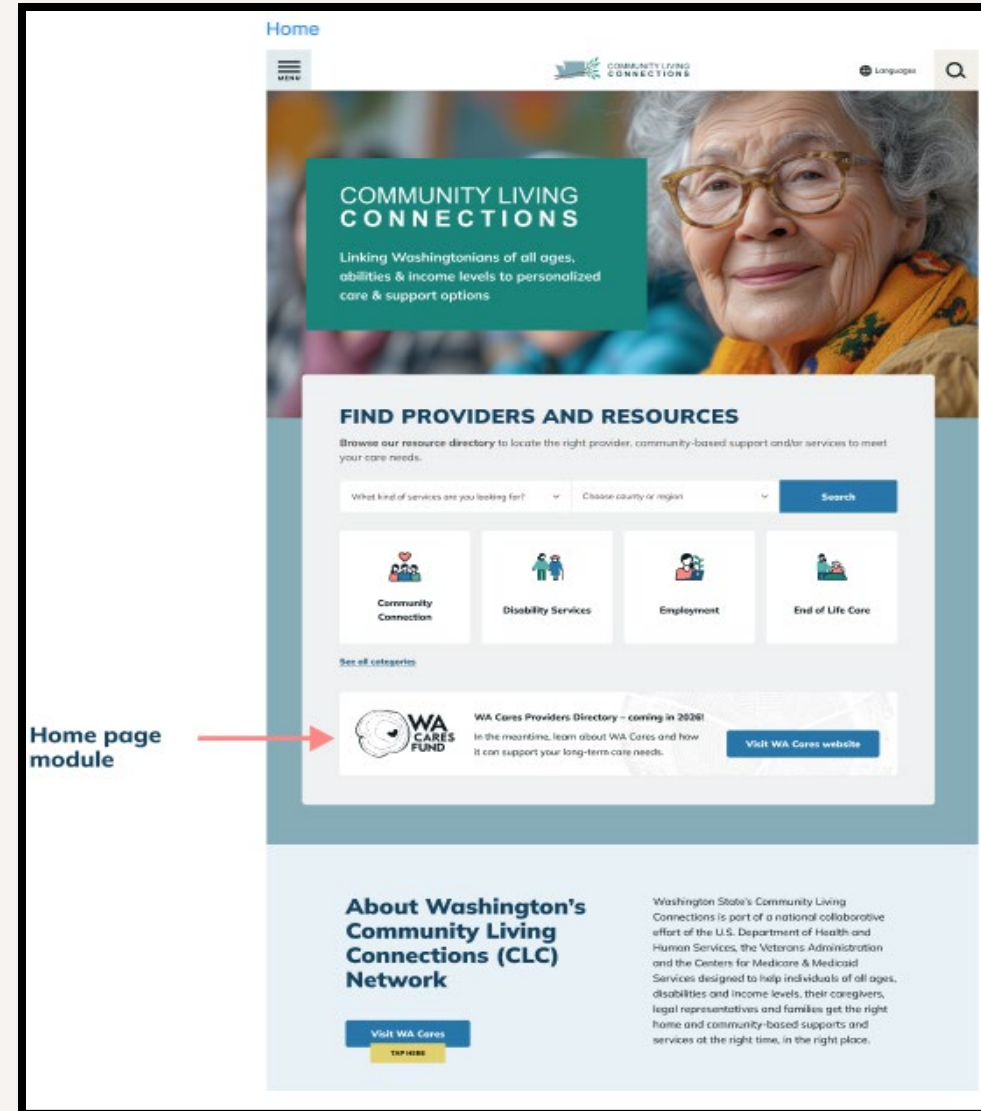 Home
MENU
COMMUNITY LIVING
CONNECTIONS
Languages
COMMUNITY LIVING
CONNECTIONS
Linking Washingtonians of all ages,
abilities & income levels to personalized
care & support options
FIND PROVIDERS AND RESOURCES
Browse our resource directory to locate the right provider, community-based support and/or services to meet
your care needs.
What kind of services are you looking for?
Choose county or region
Search
Community
Connection
Disability Services
Employment
End of Life Care
See all categories
Home page
module
WA
CARES
FUND
WA Cares Providers Directory – coming in 2026!
In the meantime, learn about WA Cares and how
it can support your long-term care needs.
Visit WA Cares website
About Washington's
Community Living
Connections (CLC)
Network
Visit WA Cares
TAP HERE
Washington State's Community Living
Connections is part of a national collaborative
effort of the U.S. Department of Health and
Human Services, the Veterans Administration
and the Centers for Medicare & Medicaid
Services designed to help individuals of all ages,
disabilities and income levels, their caregivers,
legal representatives and families get the right
home and community-based supports and
services at the right time, in the right place.